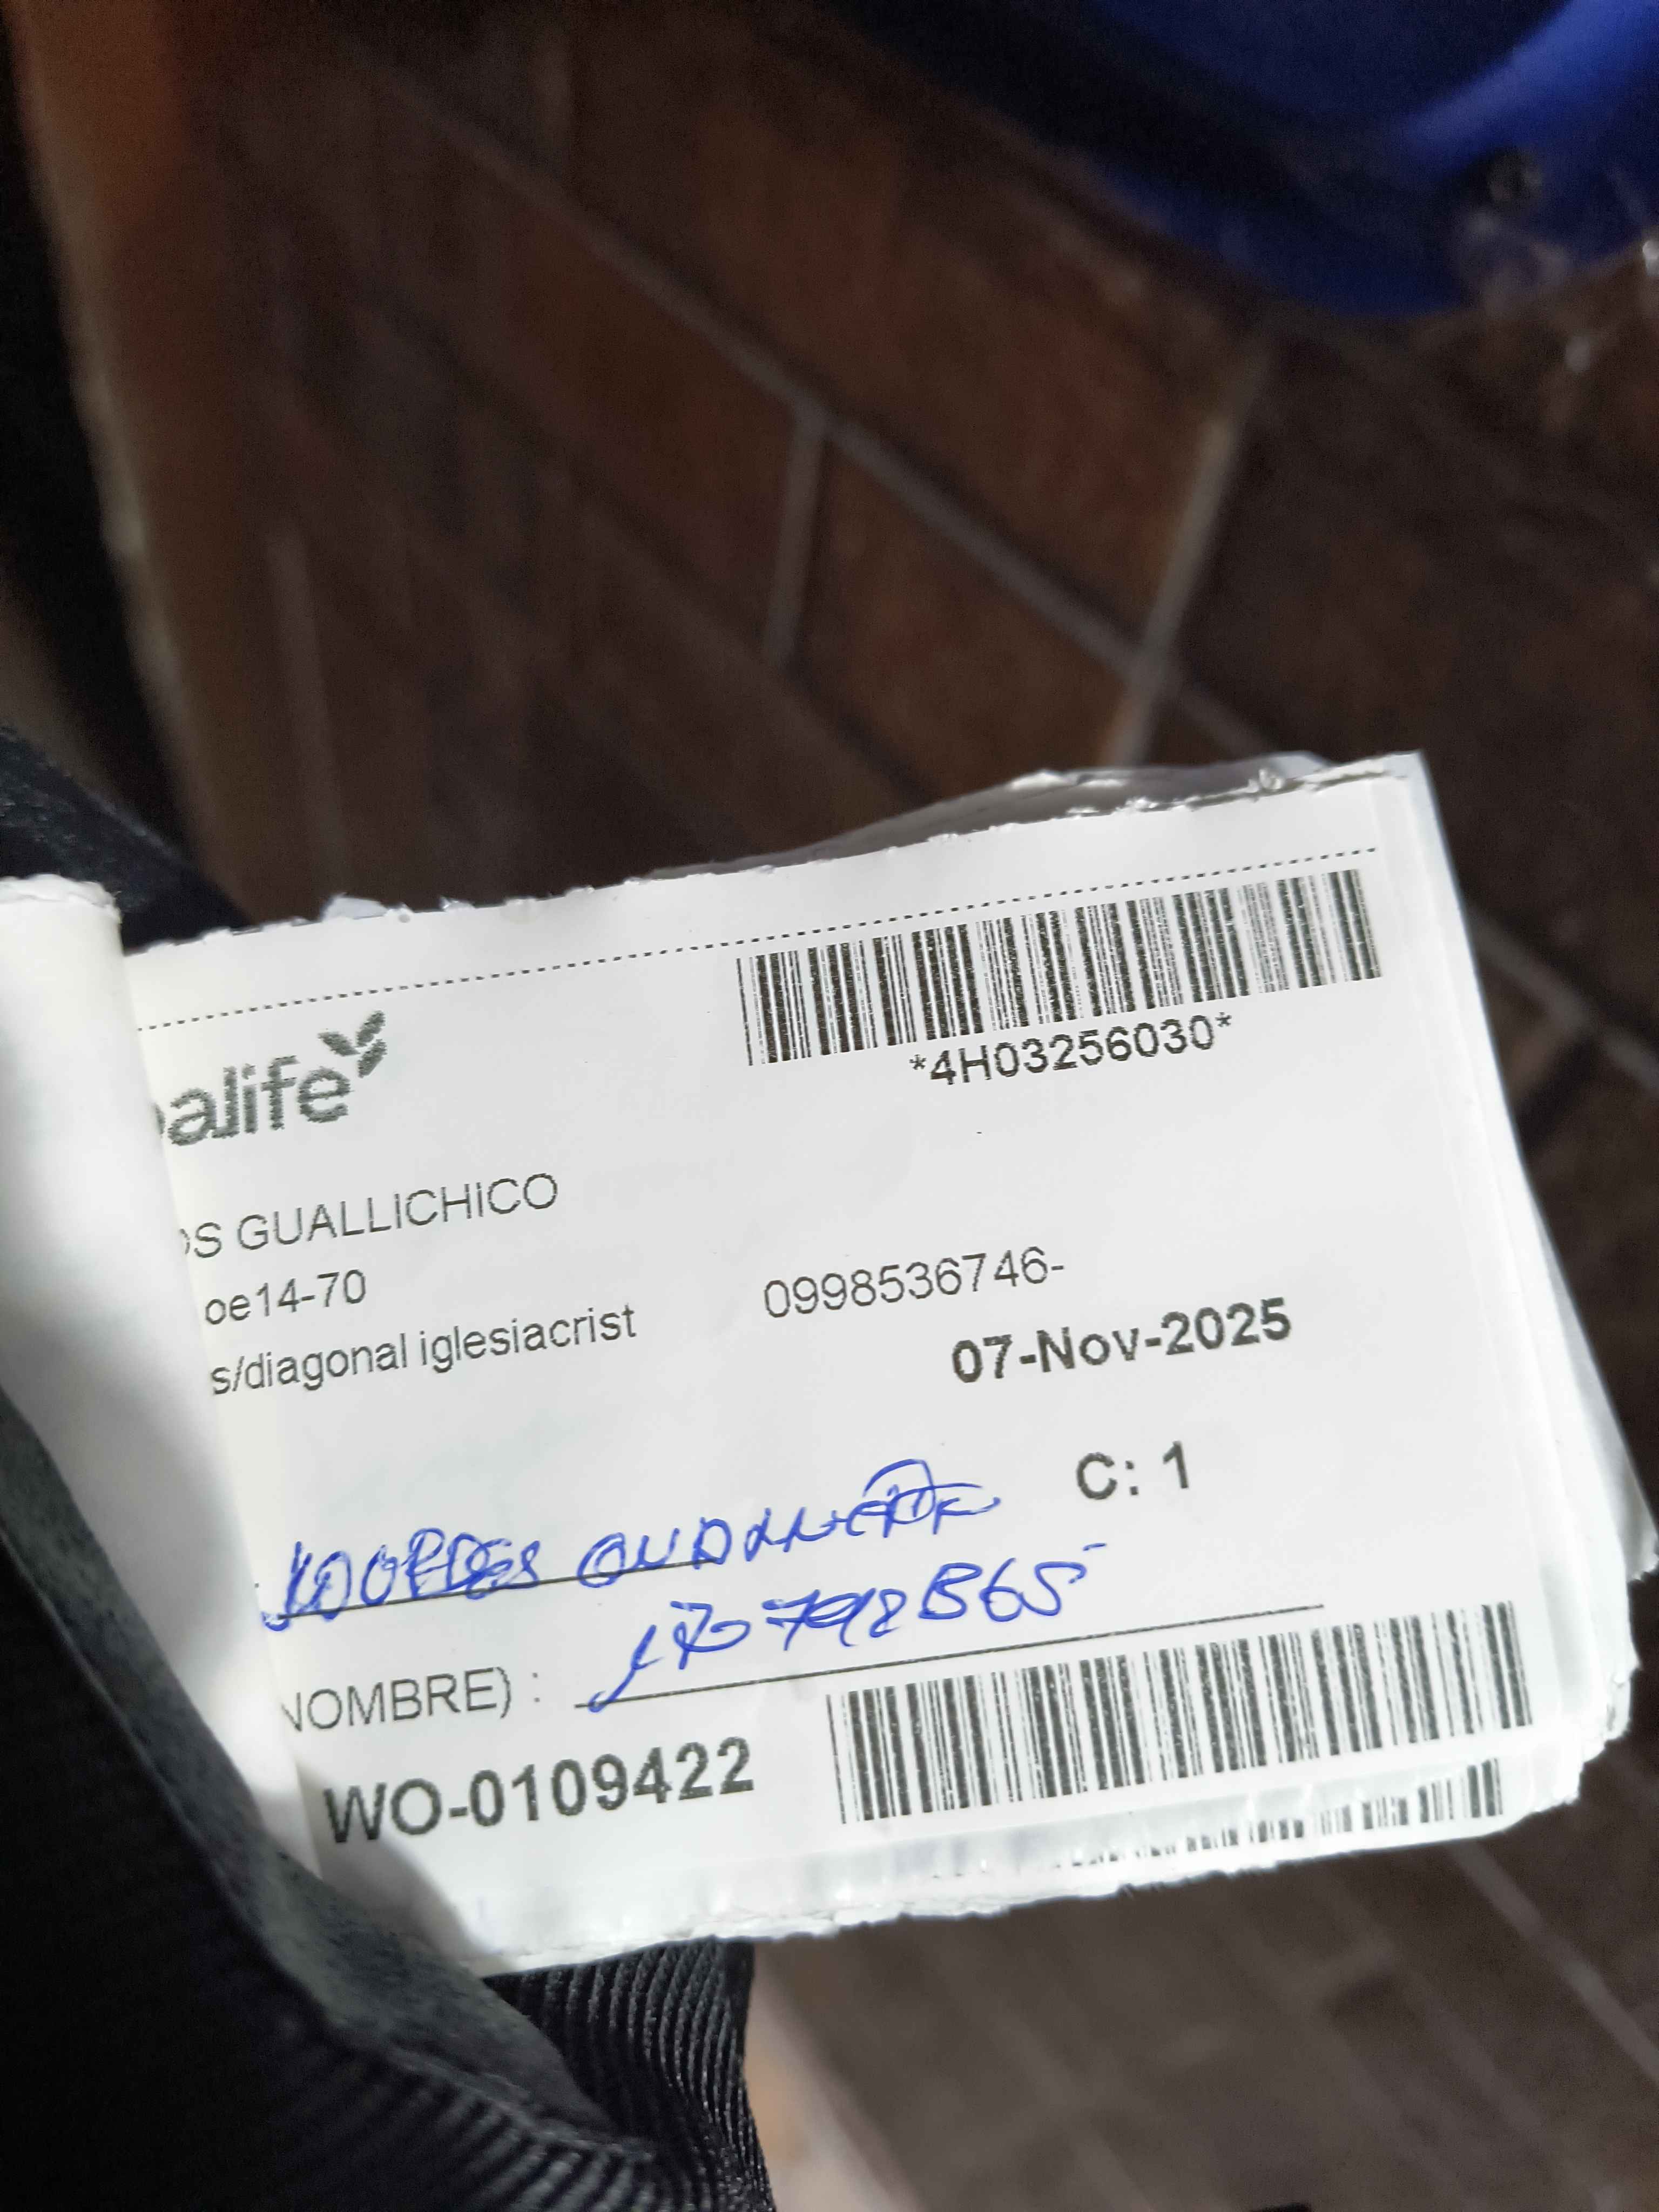 *4H03256030*
alife
OS GUALLICHICO
oe14-70
0998536746-
s/diagonal iglesiacrist
07-Nov-2025
C: 1
NOMBRE) :
WO-0109422